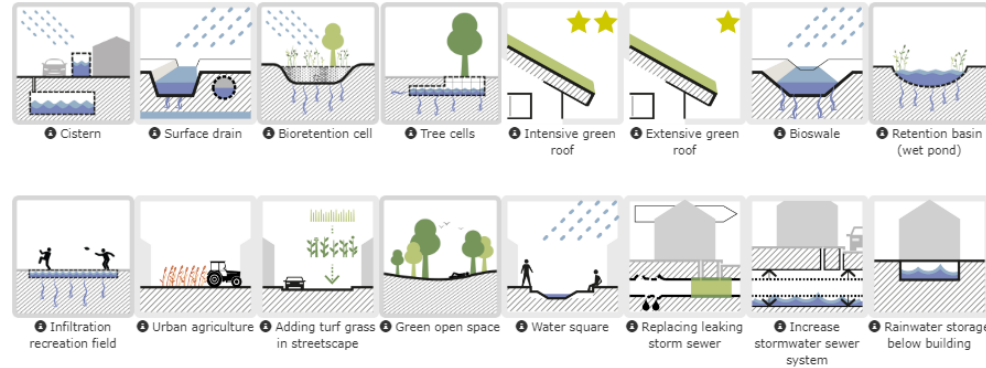 Cistern
Surface drain
Bioretention cell
Tree cells
Intensive green
roof
Extensive green
roof
Bioswale
Retention basin
(wet pond)
Infiltration
recreation field
Urban agriculture
Adding turf grass
in streetscape
Green open space
Water square
Replacing leaking
storm sewer
Increase
stormwater sewer
system
Rainwater storage
below building